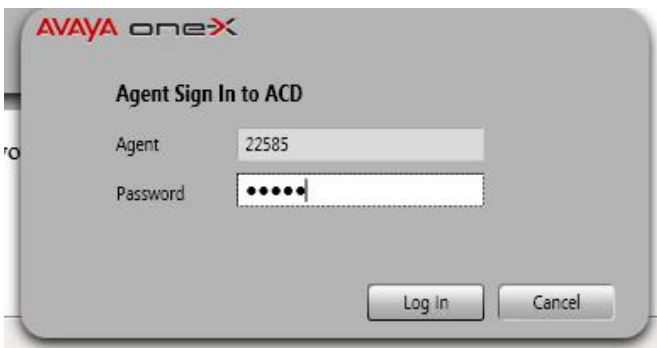 AVAYA one-X
Agent Sign In to ACD
Agent 22585
Password •••••
Log In Cancel